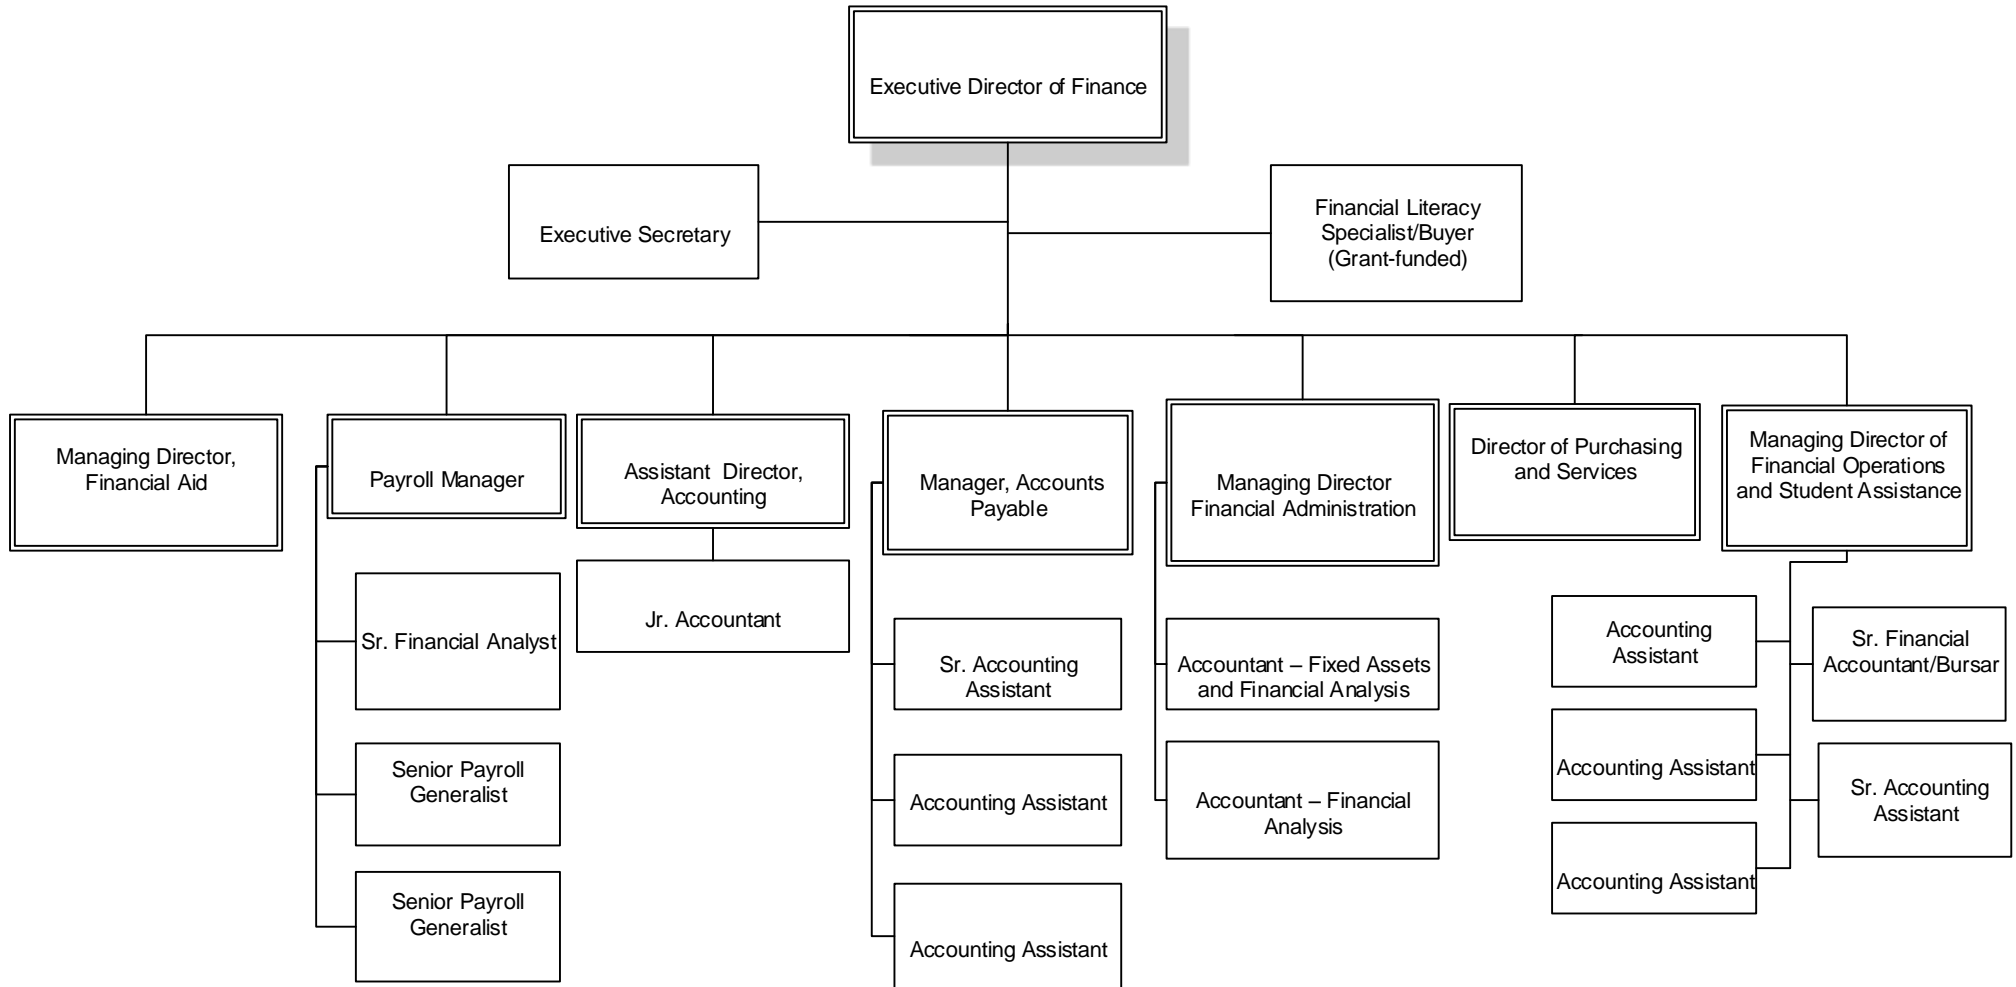 Executive Director of Finance
Executive Secretary
Financial Literacy
Specialist/Buyer
(Grant-funded)
Managing Director,
Financial Aid
Payroll Manager
Assistant Director,
Accounting
Manager, Accounts
Payable
Managing Director
Financial Administration
Director of Purchasing
and Services
Managing Director of
Financial Operations
and Student Assistance
Sr. Financial Analyst
Senior Payroll
Generalist
Senior Payroll
Generalist
Jr. Accountant
Sr. Accounting
Assistant
Accounting Assistant
Accounting Assistant
Accountant – Fixed Assets
and Financial Analysis
Accountant – Financial
Analysis
Accounting
Assistant
Accounting Assistant
Accounting Assistant
Sr. Financial
Accountant/Bursar
Sr. Accounting
Assistant